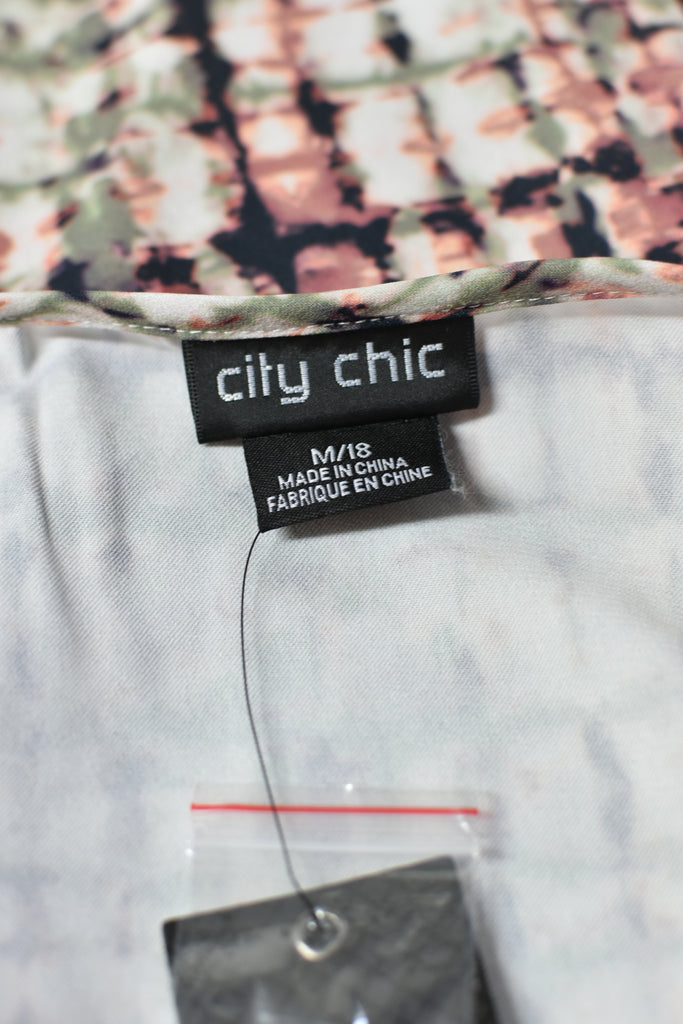 city chic
M/18
MADE IN CHINA
FABRIQUE EN CHINE